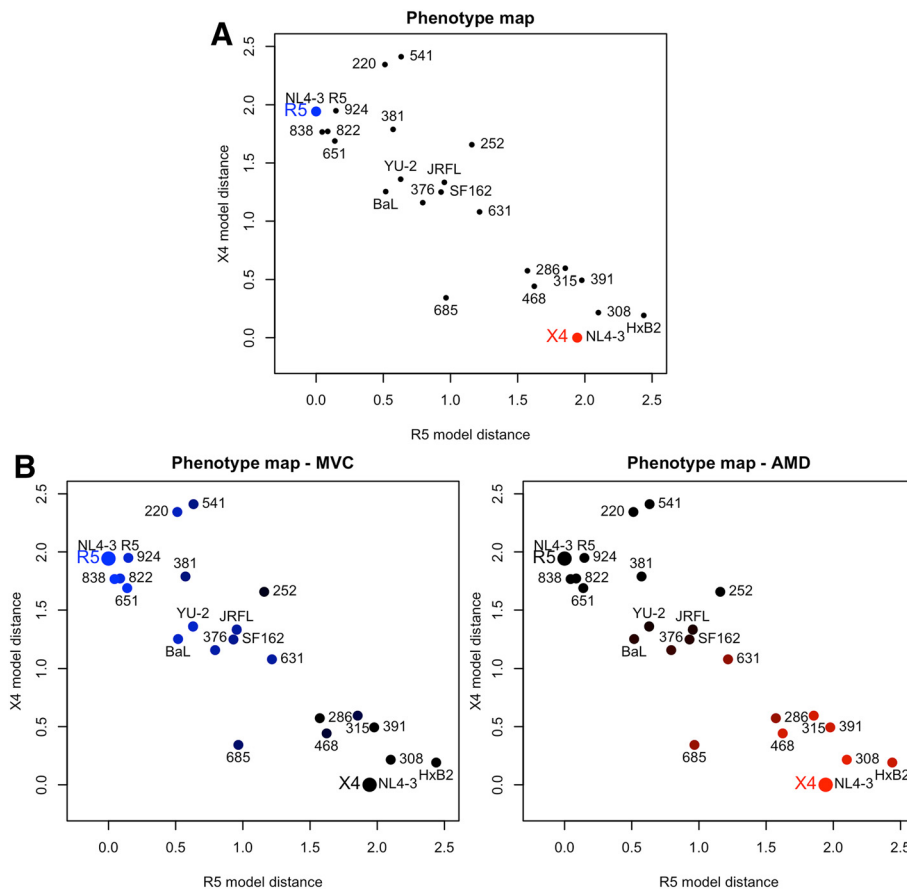 A
Phenotype map
X4 model distance
2.5
2.0
1.5
1.0
0.5
0.0
220
541
NL4-3 R5
R5
924
838
822
651
381
252
YU-2
JRFL
376
SF162
BaL
631
286
315
391
468
685
308
HxB2
X4
NL4-3
0.0 0.5 1.0 1.5 2.0 2.5
R5 model distance
B
Phenotype map - MVC
X4 model distance
2.5
2.0
1.5
1.0
0.5
0.0
220
541
NL4-3 R5
R5
924
838
822
651
381
252
YU-2
JRFL
376
SF162
BaL
631
286
315
391
468
685
308
HxB2
X4
NL4-3
0.0 0.5 1.0 1.5 2.0 2.5
R5 model distance
Phenotype map - AMD
X4 model distance
2.5
2.0
1.5
1.0
0.5
0.0
220
541
NL4-3 R5
R5
924
838
822
651
381
252
YU-2
JRFL
376
SF162
BaL
631
286
315
391
468
685
308
HxB2
X4
NL4-3
0.0 0.5 1.0 1.5 2.0 2.5
R5 model distance